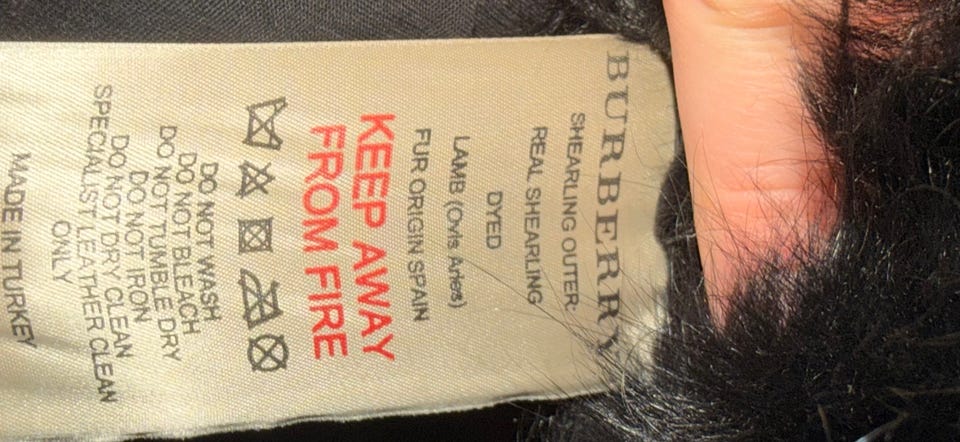 BURBERRY
SHEARLING OUTER:
REAL SHEARLING
DYED
LAMB (Ovis Aries)
FUR ORIGIN SPAIN
KEEP AWAY
FROM FIRE
DO NOT WASH
DO NOT BLEACH
DO NOT TUMBLE DRY
DO NOT IRON
DO NOT DRY CLEAN
SPECIALIST LEATHER CLEAN
ONLY
MADE IN TURKEY